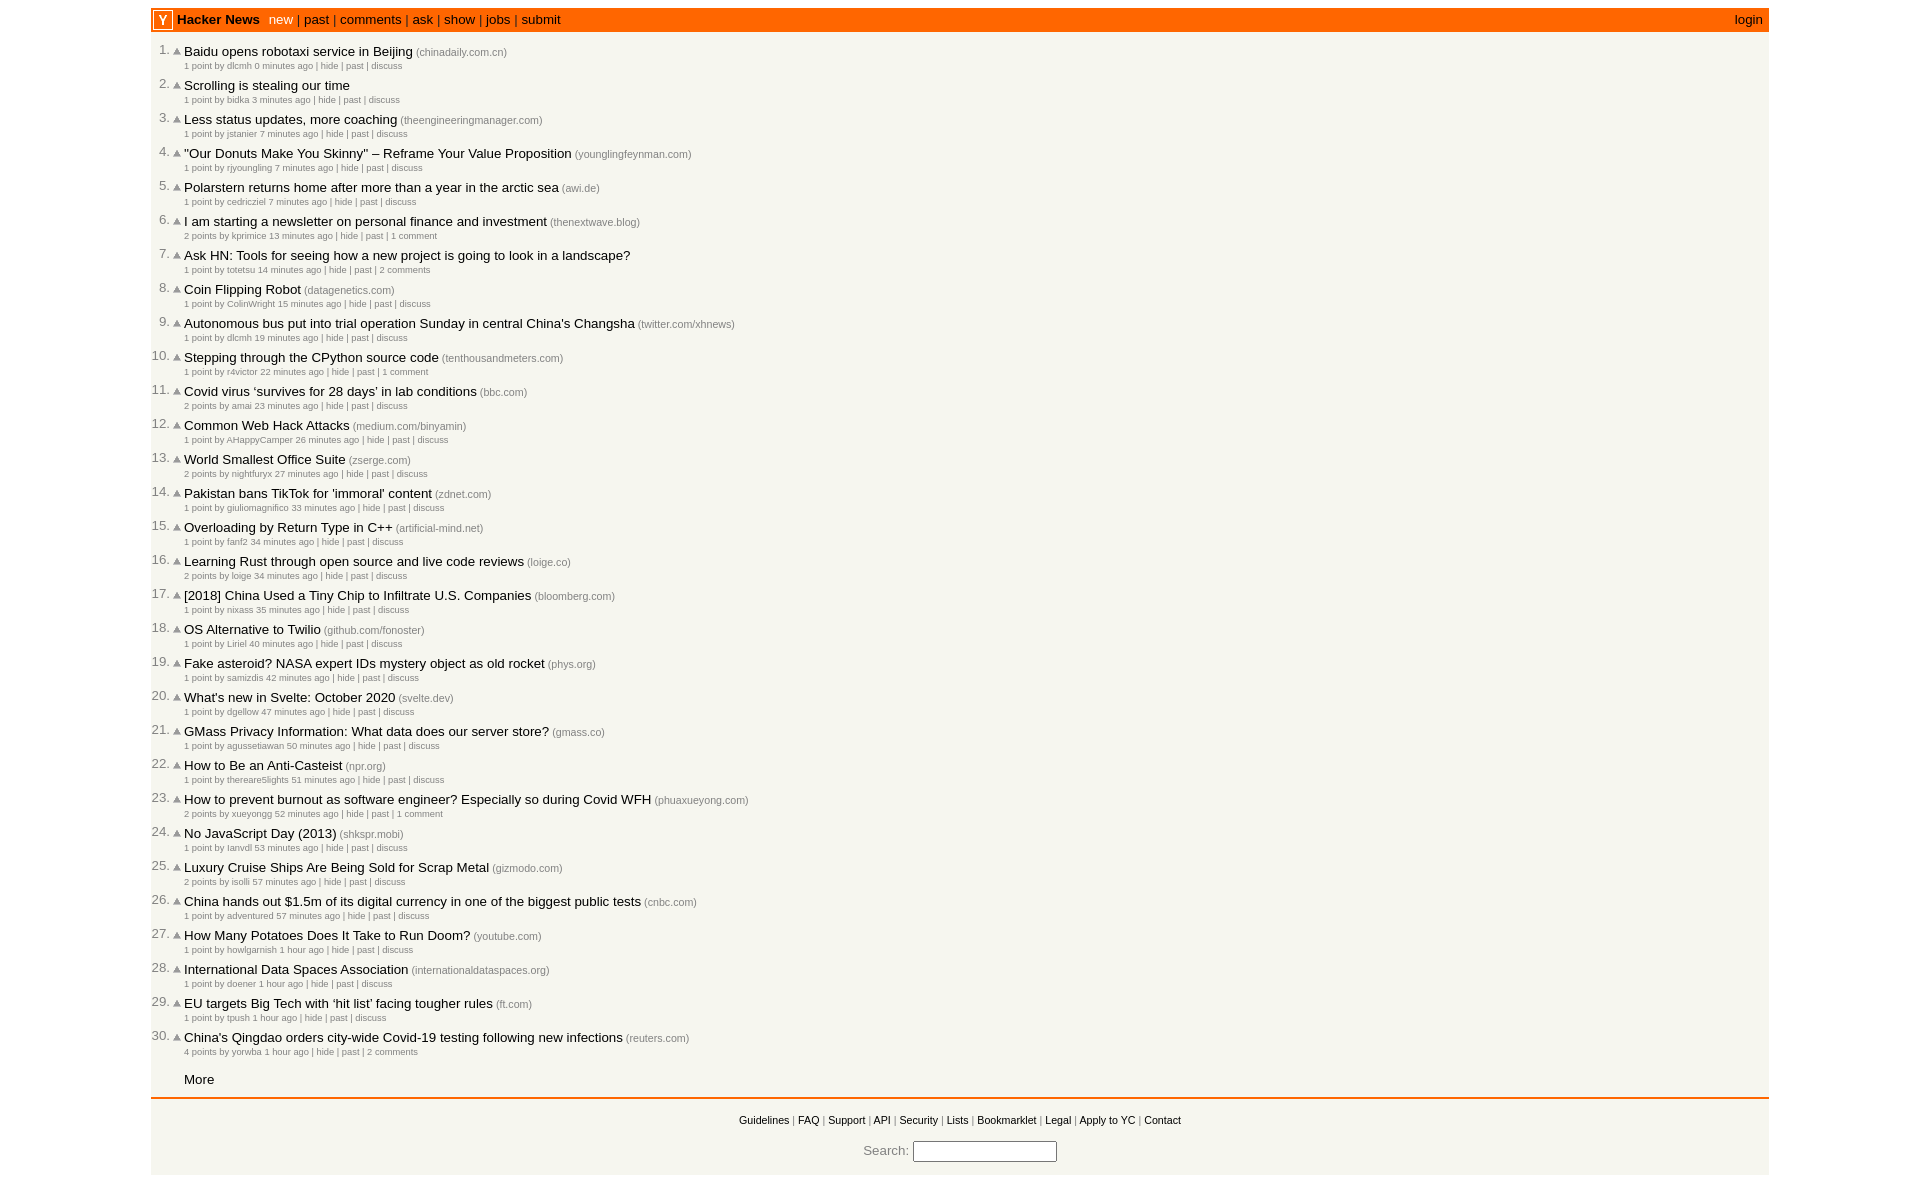 Y Hacker News new | past | comments | ask | show | jobs | submit login
1. Baidu opens robotaxi service in Beijing (chinadaily.com.cn)
1 point by dlcmh 0 minutes ago | hide | past | discuss
2. Scrolling is stealing our time
1 point by bidka 3 minutes ago | hide | past | discuss
3. Less status updates, more coaching (theengineeringmanager.com)
1 point by jstanier 7 minutes ago | hide | past | discuss
4. "Our Donuts Make You Skinny" – Reframe Your Value Proposition (younglingfeynman.com)
1 point by rjyoungling 7 minutes ago | hide | past | discuss
5. Polarstern returns home after more than a year in the arctic sea (awi.de)
1 point by cedricziel 7 minutes ago | hide | past | discuss
6. I am starting a newsletter on personal finance and investment (thenextwave.blog)
2 points by kprimice 13 minutes ago | hide | past | 1 comment
7. Ask HN: Tools for seeing how a new project is going to look in a landscape?
1 point by totetsu 14 minutes ago | hide | past | 2 comments
8. Coin Flipping Robot (datagenetics.com)
1 point by ColinWright 15 minutes ago | hide | past | discuss
9. Autonomous bus put into trial operation Sunday in central China's Changsha (twitter.com/xhnews)
1 point by dlcmh 19 minutes ago | hide | past | discuss
10. Stepping through the CPython source code (tenthousandmeters.com)
1 point by r4victor 22 minutes ago | hide | past | 1 comment
11. Covid virus ‘survives for 28 days’ in lab conditions (bbc.com)
2 points by amai 23 minutes ago | hide | past | discuss
12. Common Web Hack Attacks (medium.com/binyamin)
1 point by AHappyCamper 26 minutes ago | hide | past | discuss
13. World Smallest Office Suite (zserge.com)
2 points by nightfuryx 27 minutes ago | hide | past | discuss
14. Pakistan bans TikTok for 'immoral' content (zdnet.com)
1 point by giuliomagnifico 33 minutes ago | hide | past | discuss
15. Overloading by Return Type in C++ (artificial-mind.net)
1 point by fanf2 34 minutes ago | hide | past | discuss
16. Learning Rust through open source and live code reviews (loige.co)
2 points by loige 34 minutes ago | hide | past | discuss
17. [2018] China Used a Tiny Chip to Infiltrate U.S. Companies (bloomberg.com)
1 point by nixass 35 minutes ago | hide | past | discuss
18. OS Alternative to Twilio (github.com/fonoster)
1 point by Liriel 40 minutes ago | hide | past | discuss
19. Fake asteroid? NASA expert IDs mystery object as old rocket (phys.org)
1 point by samizdis 42 minutes ago | hide | past | discuss
20. What's new in Svelte: October 2020 (svelte.dev)
1 point by dgellow 47 minutes ago | hide | past | discuss
21. GMass Privacy Information: What data does our server store? (gmass.co)
1 point by agussetiawan 50 minutes ago | hide | past | discuss
22. How to Be an Anti-Casteist (npr.org)
1 point by thereare5lights 51 minutes ago | hide | past | discuss
23. How to prevent burnout as software engineer? Especially so during Covid WFH (phuaxueyong.com)
2 points by xueyongg 52 minutes ago | hide | past | 1 comment
24. No JavaScript Day (2013) (shkspr.mobi)
1 point by Ianvdl 53 minutes ago | hide | past | discuss
25. Luxury Cruise Ships Are Being Sold for Scrap Metal (gizmodo.com)
2 points by isolli 57 minutes ago | hide | past | discuss
26. China hands out $1.5m of its digital currency in one of the biggest public tests (cnbc.com)
1 point by adventured 57 minutes ago | hide | past | discuss
27. How Many Potatoes Does It Take to Run Doom? (youtube.com)
1 point by howlgarnish 1 hour ago | hide | past | discuss
28. International Data Spaces Association (internationaldataspaces.org)
1 point by doener 1 hour ago | hide | past | discuss
29. EU targets Big Tech with ‘hit list’ facing tougher rules (ft.com)
1 point by tpush 1 hour ago | hide | past | discuss
30. China's Qingdao orders city-wide Covid-19 testing following new infections (reuters.com)
4 points by yorwba 1 hour ago | hide | past | 2 comments
More
Guidelines | FAQ | Support | API | Security | Lists | Bookmarklet | Legal | Apply to YC | Contact
Search: